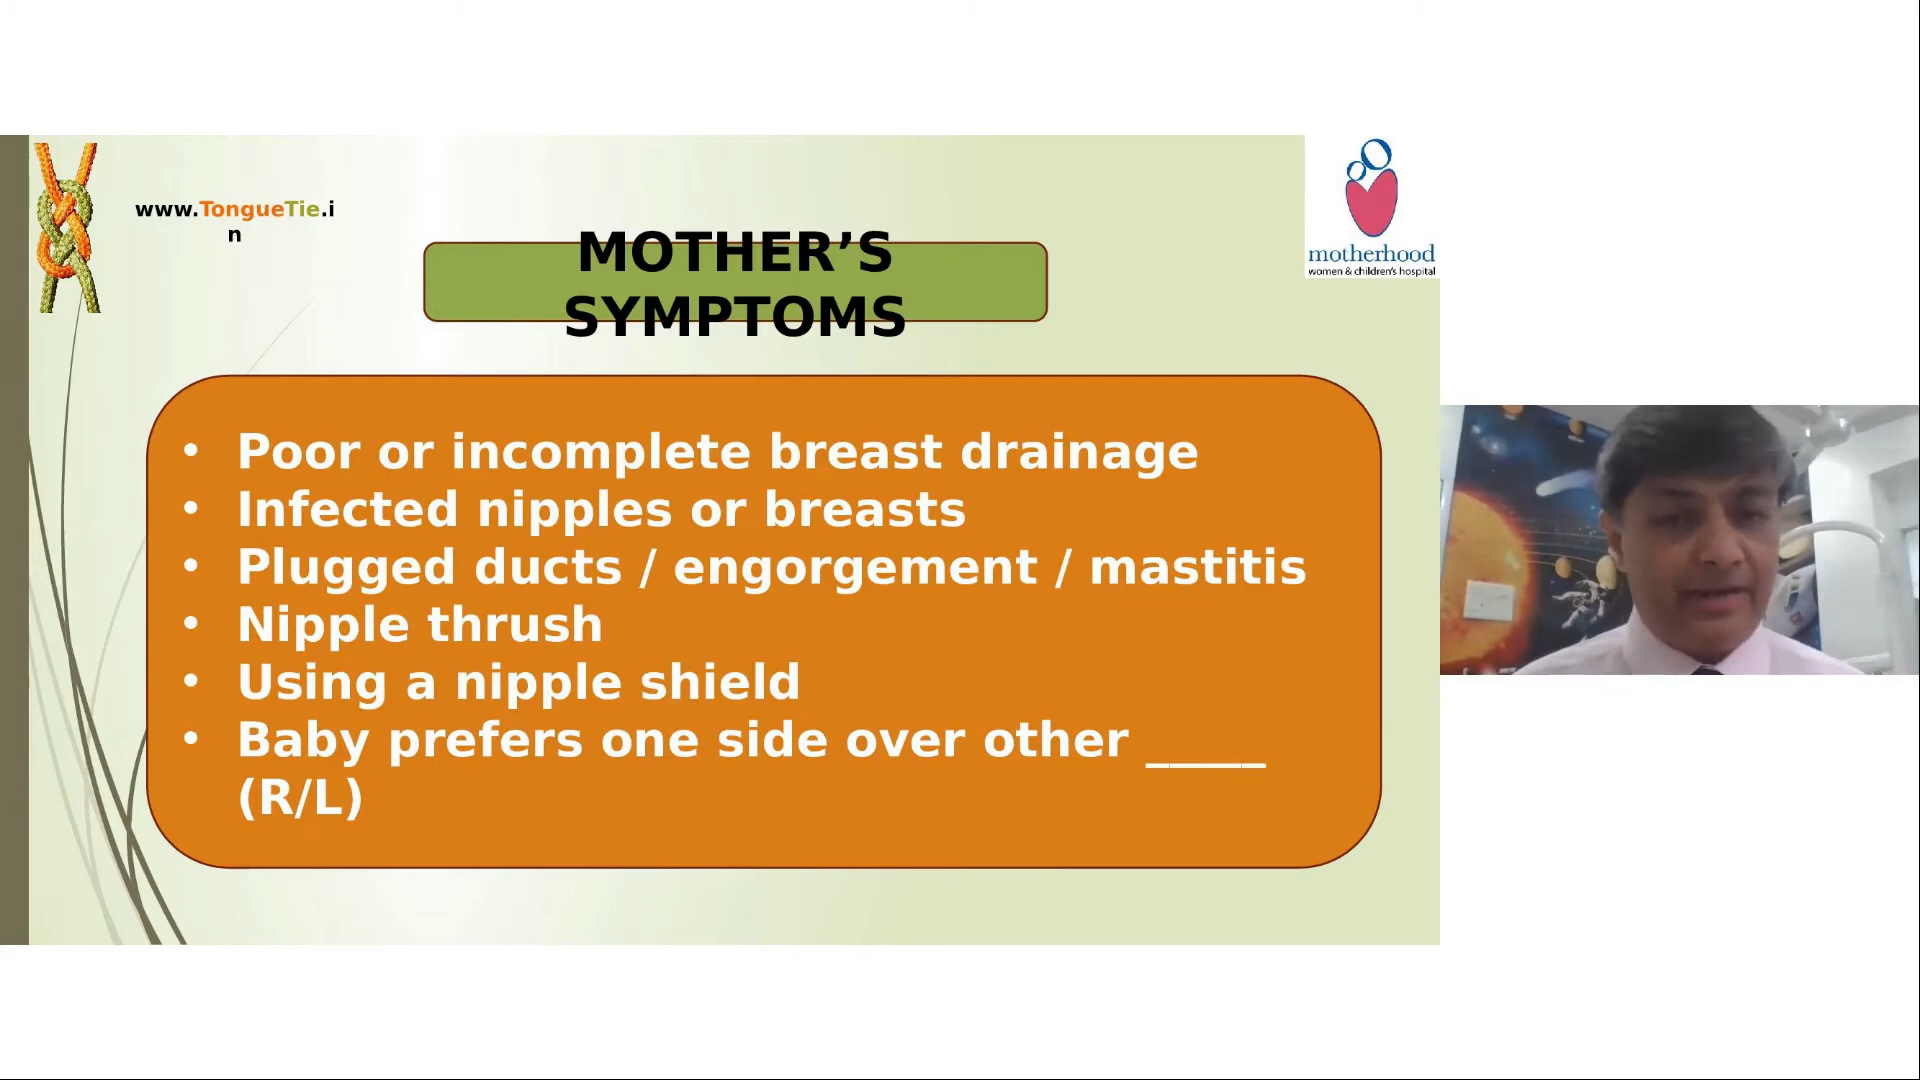 www.TongueTie.i
n
motherhood
women & children's hospital
MOTHER’S
SYMPTOMS
• Poor or incomplete breast drainage
• Infected nipples or breasts
• Plugged ducts / engorgement / mastitis
• Nipple thrush
• Using a nipple shield
• Baby prefers one side over other _____
(R/L)